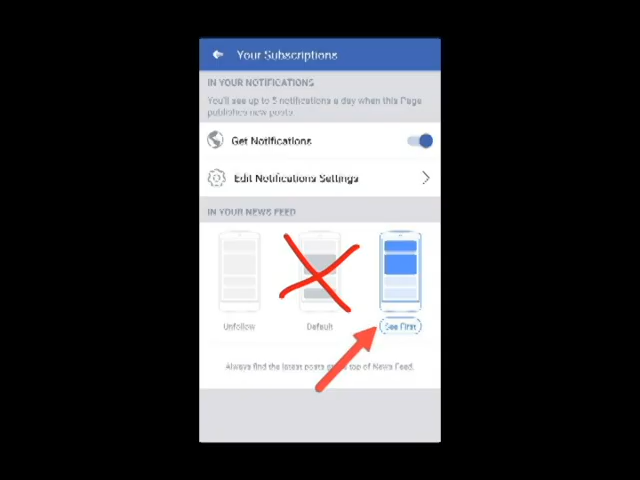 Your Subscriptions
IN YOUR NOTIFICATIONS
You'll see up to 5 notifications a day when this Page
publishes new posts
Get Notifications
Edit Notifications Settings
IN YOUR NEWS FEED
Unfollow
Default
See First
Always find the latest posts at the top of News Feed.